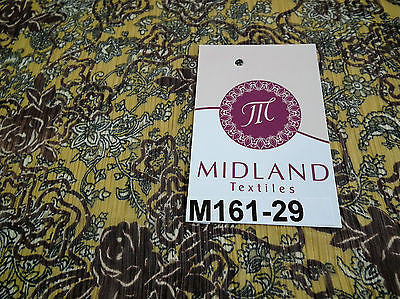 M
MIDLAND
Textiles
M161-29